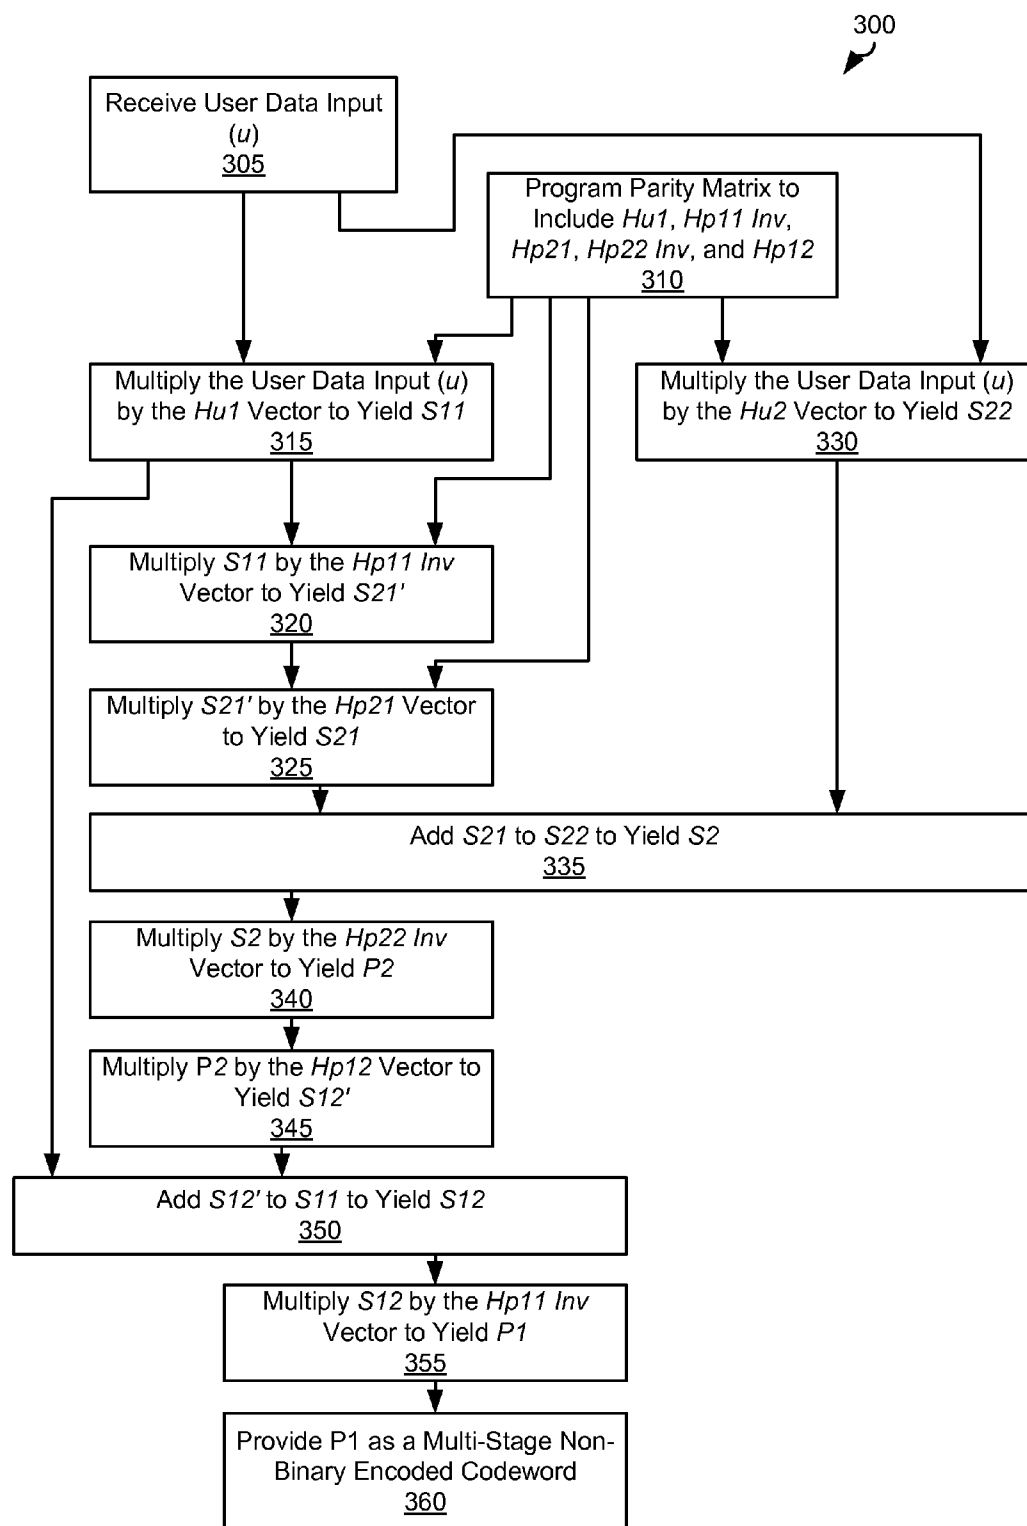 300
Receive User Data Input
(u)
305
Program Parity Matrix to
Include Hu1, Hp11 Inv,
Hp21, Hp22 Inv, and Hp12
310
Multiply the User Data Input (u)
by the Hu1 Vector to Yield S11
315
Multiply the User Data Input (u)
by the Hu2 Vector to Yield S22
330
Multiply S11 by the Hp11 Inv
Vector to Yield S21'
320
Multiply S21' by the Hp21 Vector
to Yield S21
325
Add S21 to S22 to Yield S2
335
Multiply S2 by the Hp22 Inv
Vector to Yield P2
340
Multiply P2 by the Hp12 Vector to
Yield S12'
345
Add S12' to S11 to Yield S12
350
Multiply S12 by the Hp11 Inv
Vector to Yield P1
355
Provide P1 as a Multi-Stage Non-
Binary Encoded Codeword
360